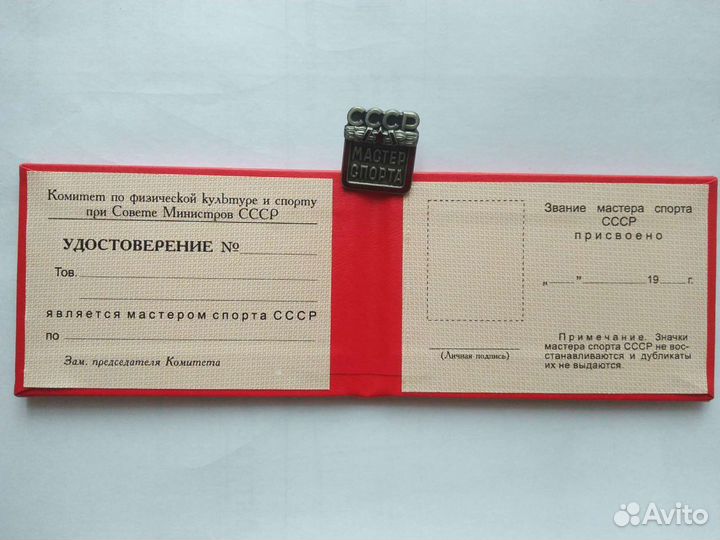 СССР
МАСТЕР
СПОРТА
Комитет по физической культуре и спорту
при Совете Министров СССР
УДОСТОВЕРЕНИЕ №
Тов.
является мастером спорта СССР
по
Зам. председателя Комитета
(Личная подпись)
Звание мастера спорта
СССР
присвоено
„ ” 19 г.
Примечание. Значки
мастера спорта СССР не вос-
станавливаются и дубликаты
их не выдаются.
Avito